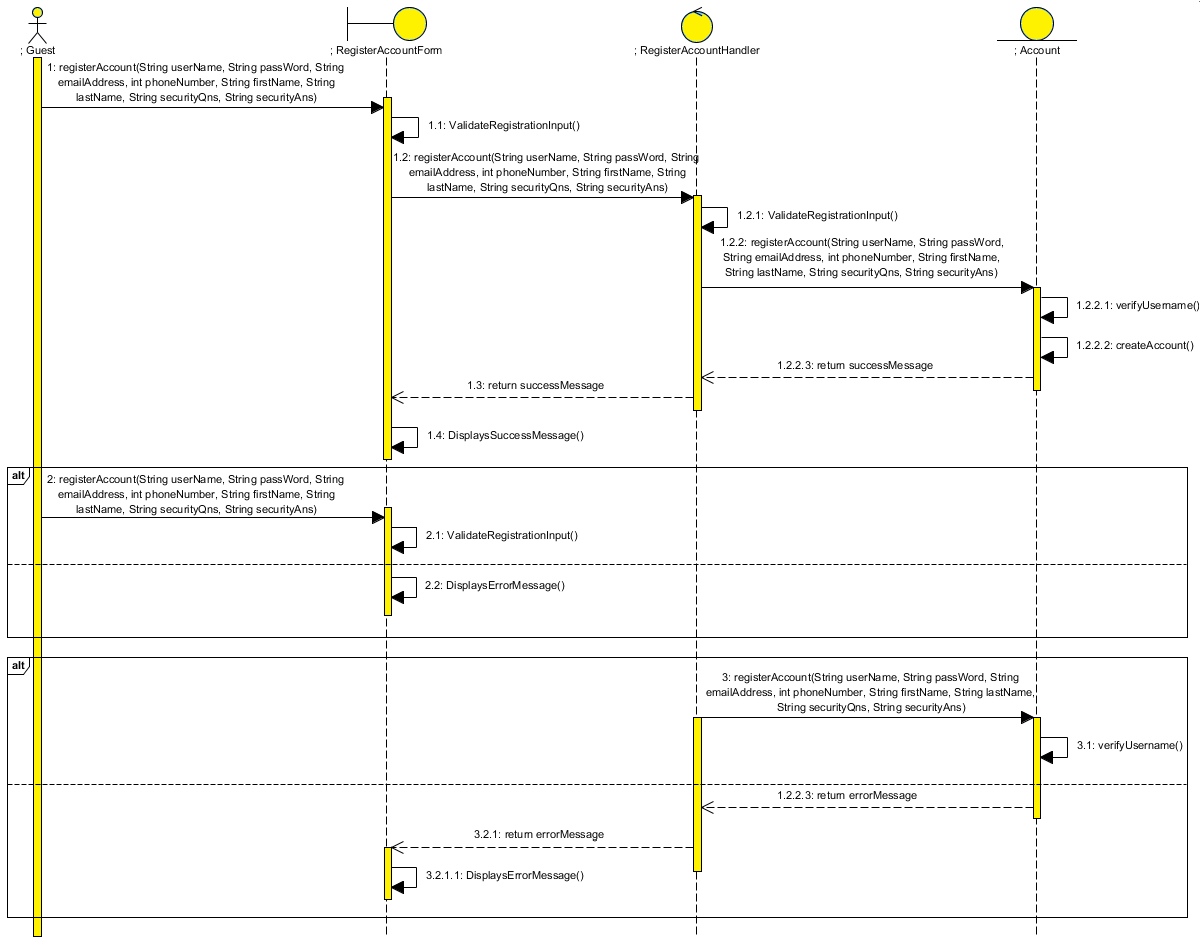 ; Guest
; RegisterAccountForm
; RegisterAccountHandler
; Account
1: registerAccount(String userName, String passWord, String
emailAddress, int phoneNumber, String firstName, String
lastName, String securityQns, String securityAns)
1.1: ValidateRegistrationInput()
1.2: registerAccount(String userName, String passWord, String
emailAddress, int phoneNumber, String firstName, String
lastName, String securityQns, String securityAns)
1.2.1: ValidateRegistrationInput()
1.2.2: registerAccount(String userName, String passWord,
String emailAddress, int phoneNumber, String firstName,
String lastName, String securityQns, String securityAns)
1.2.2.1: verifyUsername()
1.2.2.2: createAccount()
1.2.2.3: return successMessage
1.3: return successMessage
1.4: DisplaysSuccessMessage()
alt
2: registerAccount(String userName, String passWord, String
emailAddress, int phoneNumber, String firstName, String
lastName, String securityQns, String securityAns)
2.1: ValidateRegistrationInput()
2.2: DisplaysErrorMessage()
alt
3: registerAccount(String userName, String passWord, String
emailAddress, int phoneNumber, String firstName, String lastName,
String securityQns, String securityAns)
3.1: verifyUsername()
1.2.2.3: return errorMessage
3.2.1: return errorMessage
3.2.1.1: DisplaysErrorMessage()